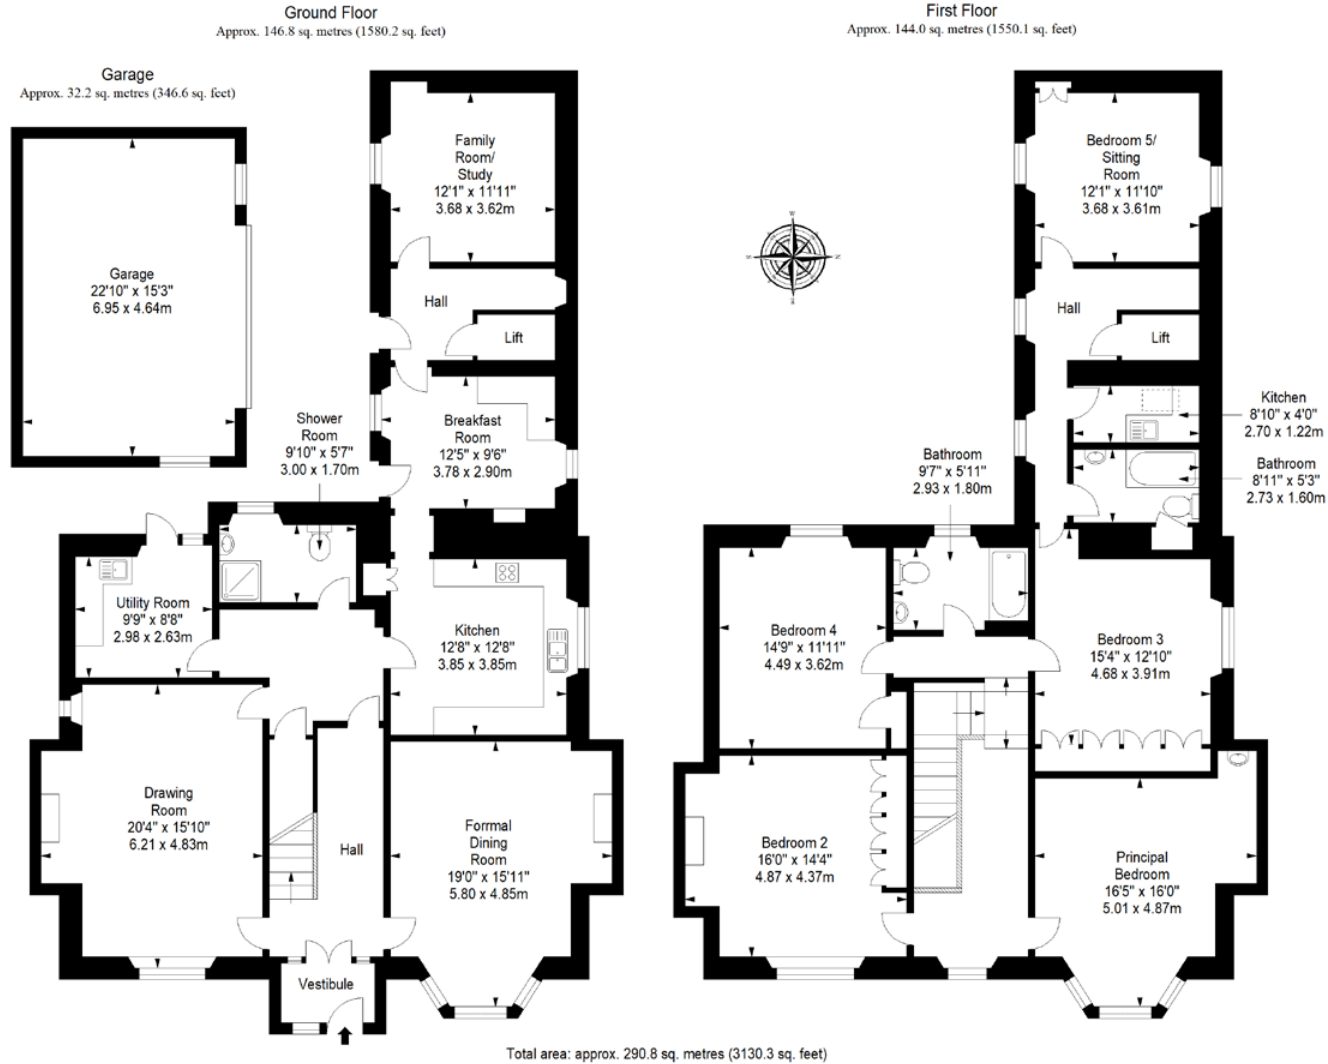 Ground Floor
Approx. 146.8 sq. metres (1580.2 sq. feet)
First Floor
Approx. 144.0 sq. metres (1550.1 sq. feet)
Garage
Approx. 32.2 sq. metres (346.6 sq. feet)
Garage
22'10" x 15'3"
6.95 x 4.64m
Family
Room/
Study
12'1" x 11'11"
3.68 x 3.62m
Hall
Lift
Shower
Room
9'10" x 5'7"
3.00 x 1.70m
Breakfast
Room
12'5" x 9'6"
3.78 x 2.90m
Utility Room
9'9" x 8'8"
2.98 x 2.63m
Kitchen
12'8" x 12'8"
3.85 x 3.85m
Drawing
Room
20'4" x 15'10"
6.21 x 4.83m
Hall
Forrmal
Dining
Room
19'0" x 15'11"
5.80 x 4.85m
Vestibule
Bedroom 5/
Sitting
Room
12'1" x 11'10"
3.68 x 3.61m
Hall
Lift
Kitchen
8'10" x 4'0"
2.70 x 1.22m
Bathroom
8'11" x 5'3"
2.73 x 1.60m
Bathroom
9'7" x 5'11"
2.93 x 1.80m
Bedroom 4
14'9" x 11'11"
4.49 x 3.62m
Bedroom 3
15'4" x 12'10"
4.68 x 3.91m
Bedroom 2
16'0" x 14'4"
4.87 x 4.37m
Principal
Bedroom
16'5" x 16'0"
5.01 x 4.87m
Total area: approx. 290.8 sq. metres (3130.3 sq. feet)